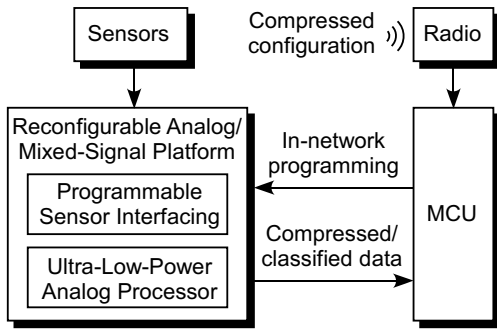 Sensors
Compressed
configuration
Radio
Reconfigurable Analog/
Mixed-Signal Platform
Programmable
Sensor Interfacing
Ultra-Low-Power
Analog Processor
In-network
programming
Compressed/
classified data
MCU